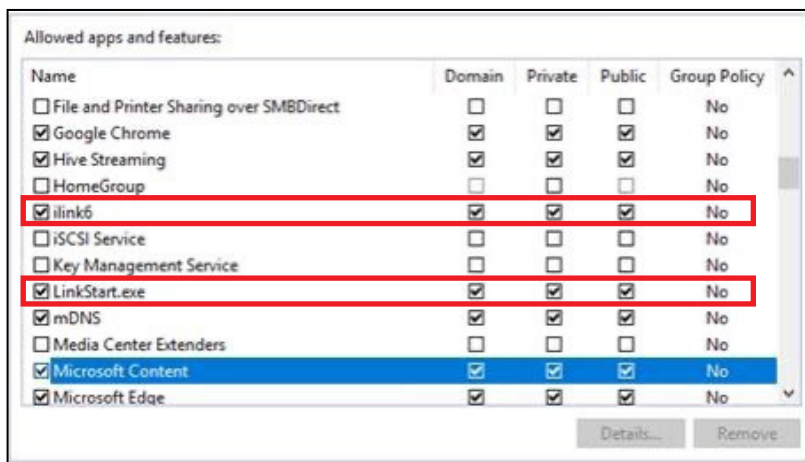 Allowed apps and features:
Name Domain Private Public Group Policy
File and Printer Sharing over SMBDirect No
Google Chrome No
Hive Streaming No
HomeGroup No
ilink6 No
iSCSI Service No
Key Management Service No
LinkStart.exe No
mDNS No
Media Center Extenders No
Microsoft Content No
Microsoft Edge No
Details... Remove